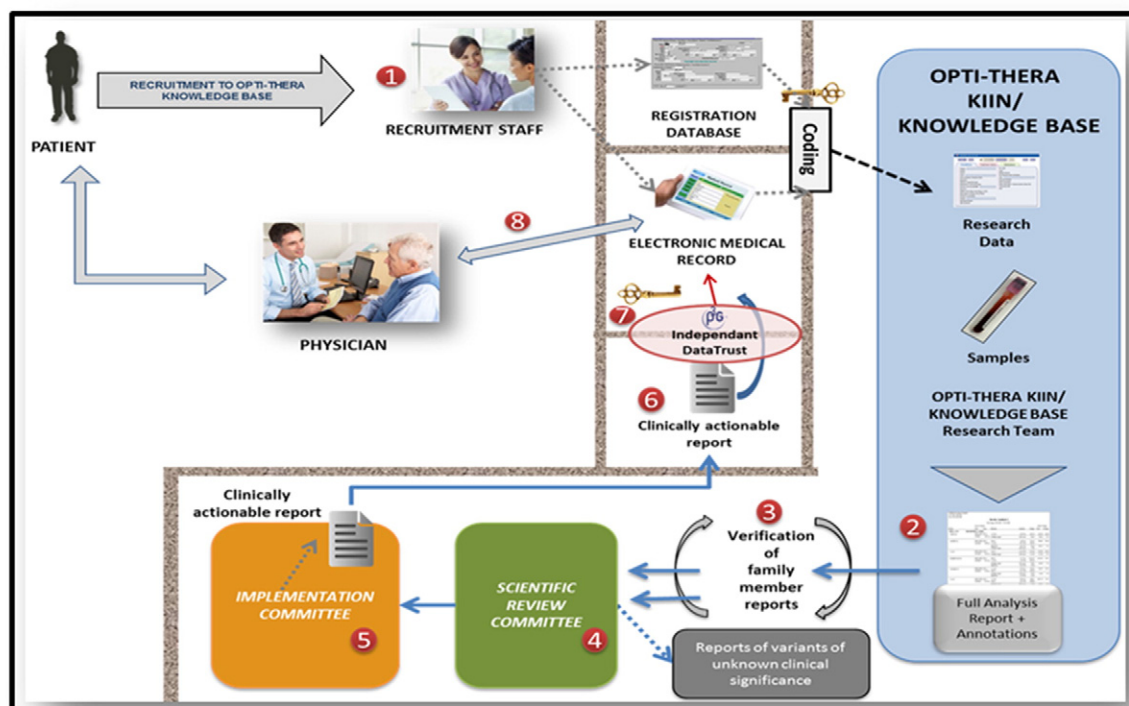 RECRUITMENT TO OPTI-THERA
KNOWLEDGE BASE
PATIENT
1
RECRUITMENT STAFF
REGISTRATION
DATABASE
Coding
OPTI-THERA
KIIN/
KNOWLEDGE BASE
Research
Data
Samples
OPTI-THERA KIIN/
KNOWLEDGE BASE
Research Team
2
Full Analysis
Report +
Annotations
PHYSICIAN
8
ELECTRONIC MEDICAL
RECORD
7
Independant
DataTrust
6
Clinically actionable
report
3
Verification
of
family
member
reports
Reports of variants of
unknown clinical
significance
SCIENTIFIC
REVIEW
COMMITTEE
4
Clinically
actionable report
IMPLEMENTATION
COMMITTEE
5